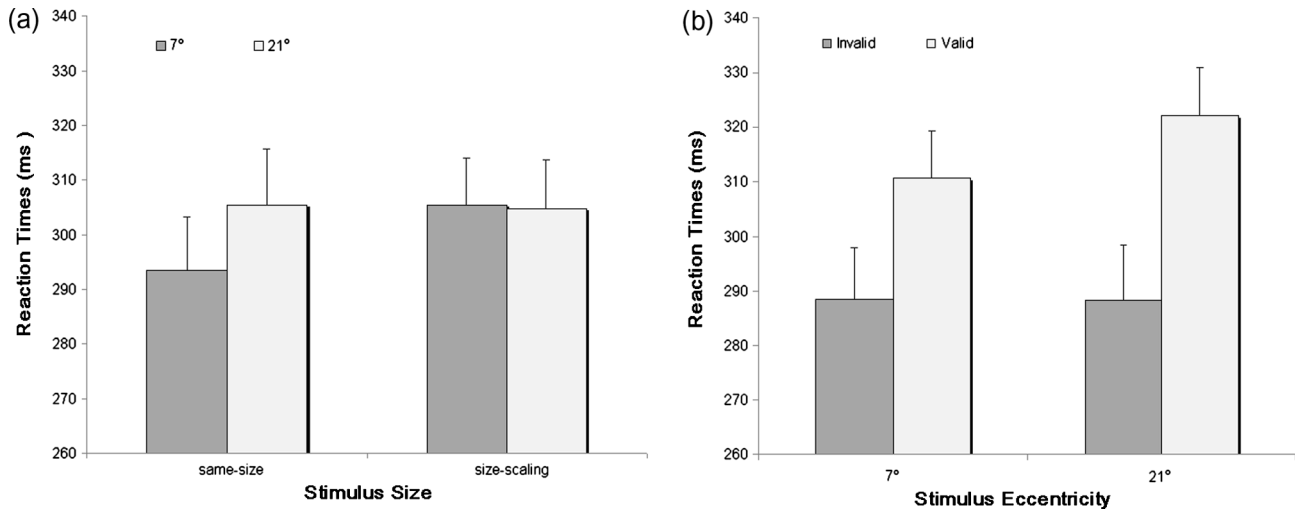 (a)
340
7° 21°
330
320
310
300
290
280
270
260
Reaction Times (ms )
same-size size-scaling
Stimulus Size
(b)
340
Invalid Valid
330
320
310
300
290
280
270
260
Reaction Times (ms)
7° 21°
Stimulus Eccentricity